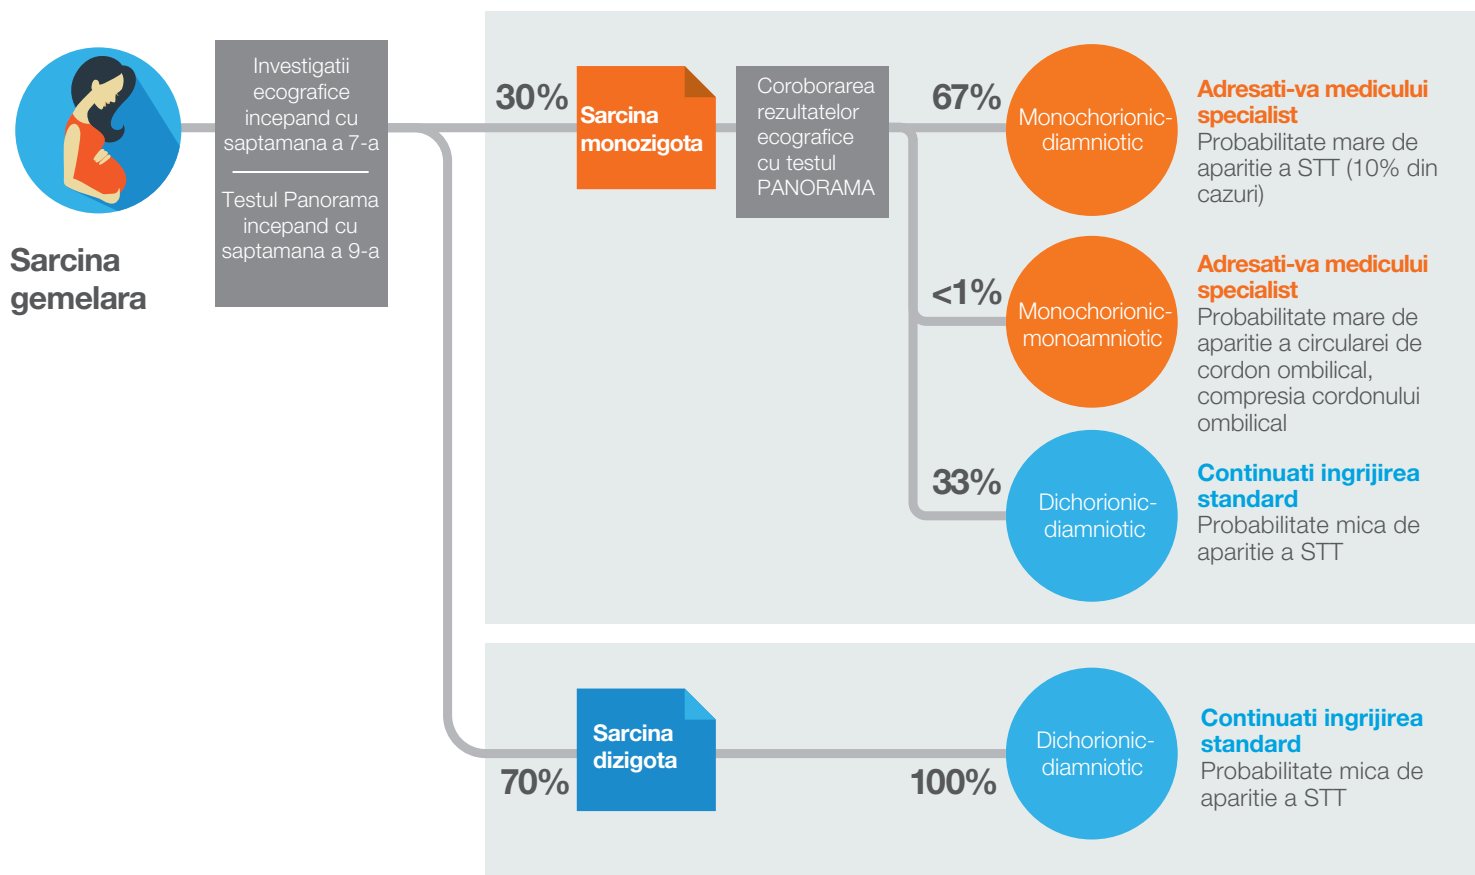 Sarcina
gemelara
Investigatii
ecografice
incepand cu
saptamana a 7-a
Testul Panorama
incepand cu
saptamana a 9-a
30%
Sarcina
monozigota
Coroborarea
rezultatelor
ecografice
cu testul
PANORAMA
67%
Monochorionic-
diamniotic
Adresati-va medicului
specialist
Probabilitate mare de
aparitie a STT (10% din
cazuri)
<1%
Monochorionic-
monoamniotic
Adresati-va medicului
specialist
Probabilitate mare de
aparitie a circularei de
cordon ombilical,
compresia cordonului
ombilical
33%
Dichorionic-
diamniotic
Continuati ingrijirea
standard
Probabilitate mica de
aparitie a STT
70%
Sarcina
dizigota
100%
Dichorionic-
diamniotic
Continuati ingrijirea
standard
Probabilitate mica de
aparitie a STT